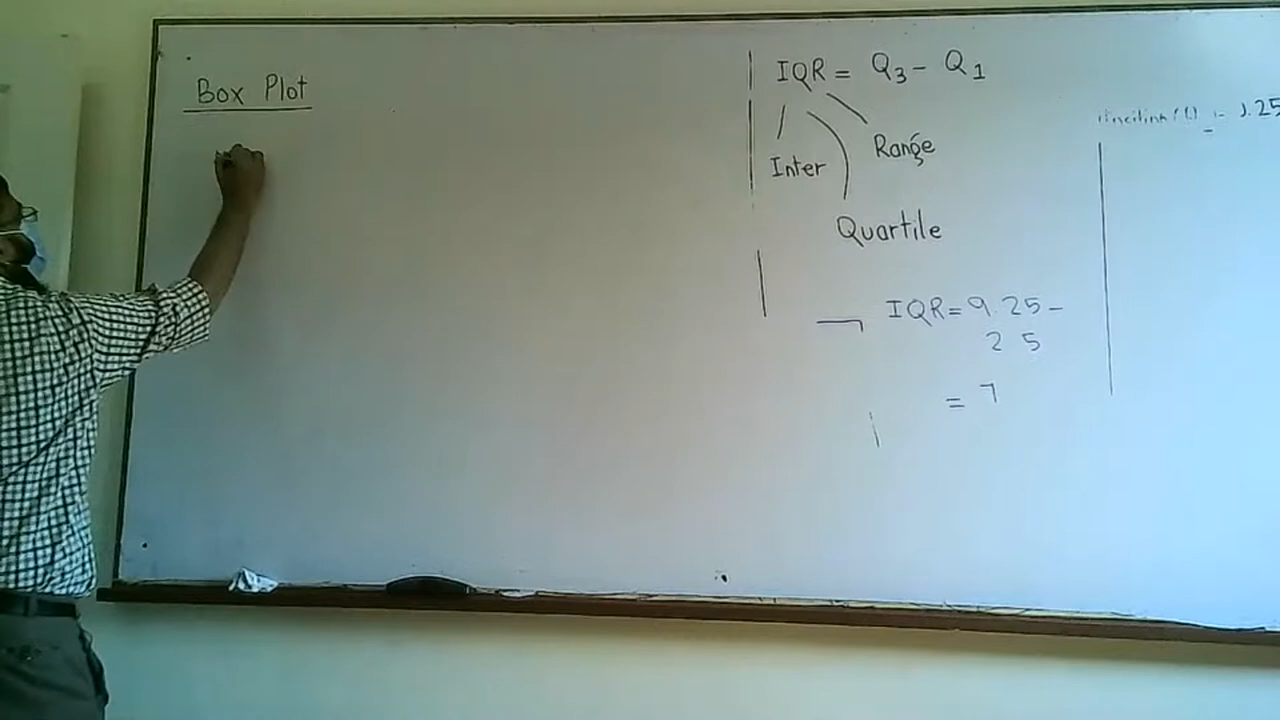 Box Plot
IQR = Q3 - Q1
Inter
Range
Quartile
IQR = 9.25 -
2 5
= 7